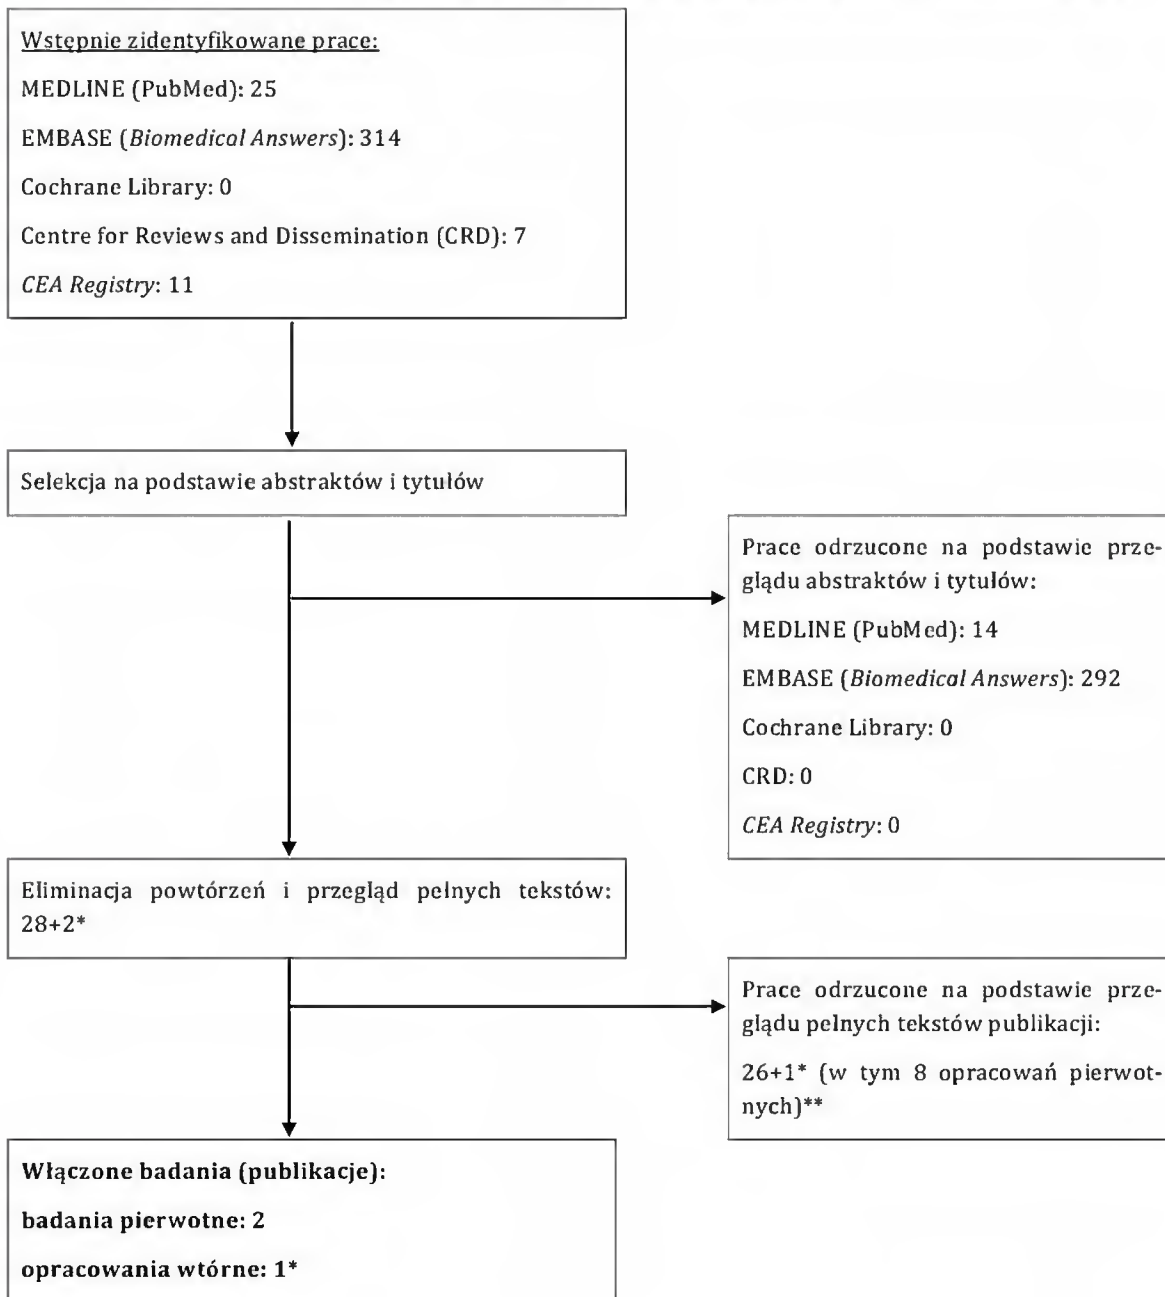 Wstępnie zidentyfikowane prace:
MEDLINE (PubMed): 25
EMBASE (Biomedical Answers): 314
Cochrane Library: 0
Centre for Reviews and Dissemination (CRD): 7
CEA Registry: 11
Selekcja na podstawie abstraktów i tytułów
Prace odrzucone na podstawie prze-
glądu abstraktów i tytułów:
MEDLINE (PubMed): 14
EMBASE (Biomedical Answers): 292
Cochrane Library: 0
CRD: 0
CEA Registry: 0
Eliminacja powtórzeń i przegląd pełnych tekstów:
28+2*
Prace odrzucone na podstawie prze-
glądu pełnych tekstów publikacji:
26+1* (w tym 8 opracowań pierwot-
nych)**
Włączone badania (publikacje):
badania pierwotne: 2
opracowania wtórne: 1*